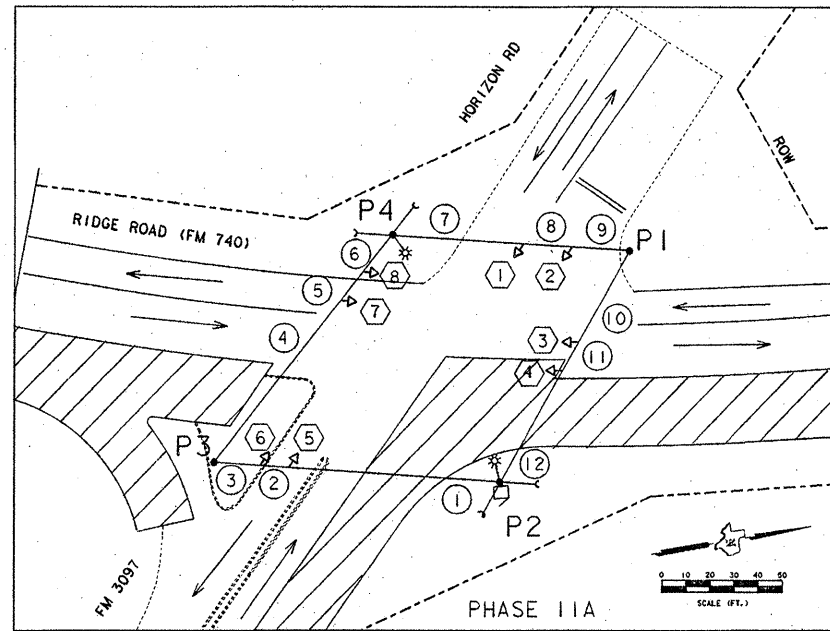 HORIZON RD
ROW
P4
7
8
9
P1
RIDGE ROAD (FM 740)
6
8
1
2
5
7
10
4
3
11
4
P3
6
5
3
2
12
1
P2
FM 3097
0 10 20 30 40 50
SCALE (FT.)
PHASE IIA